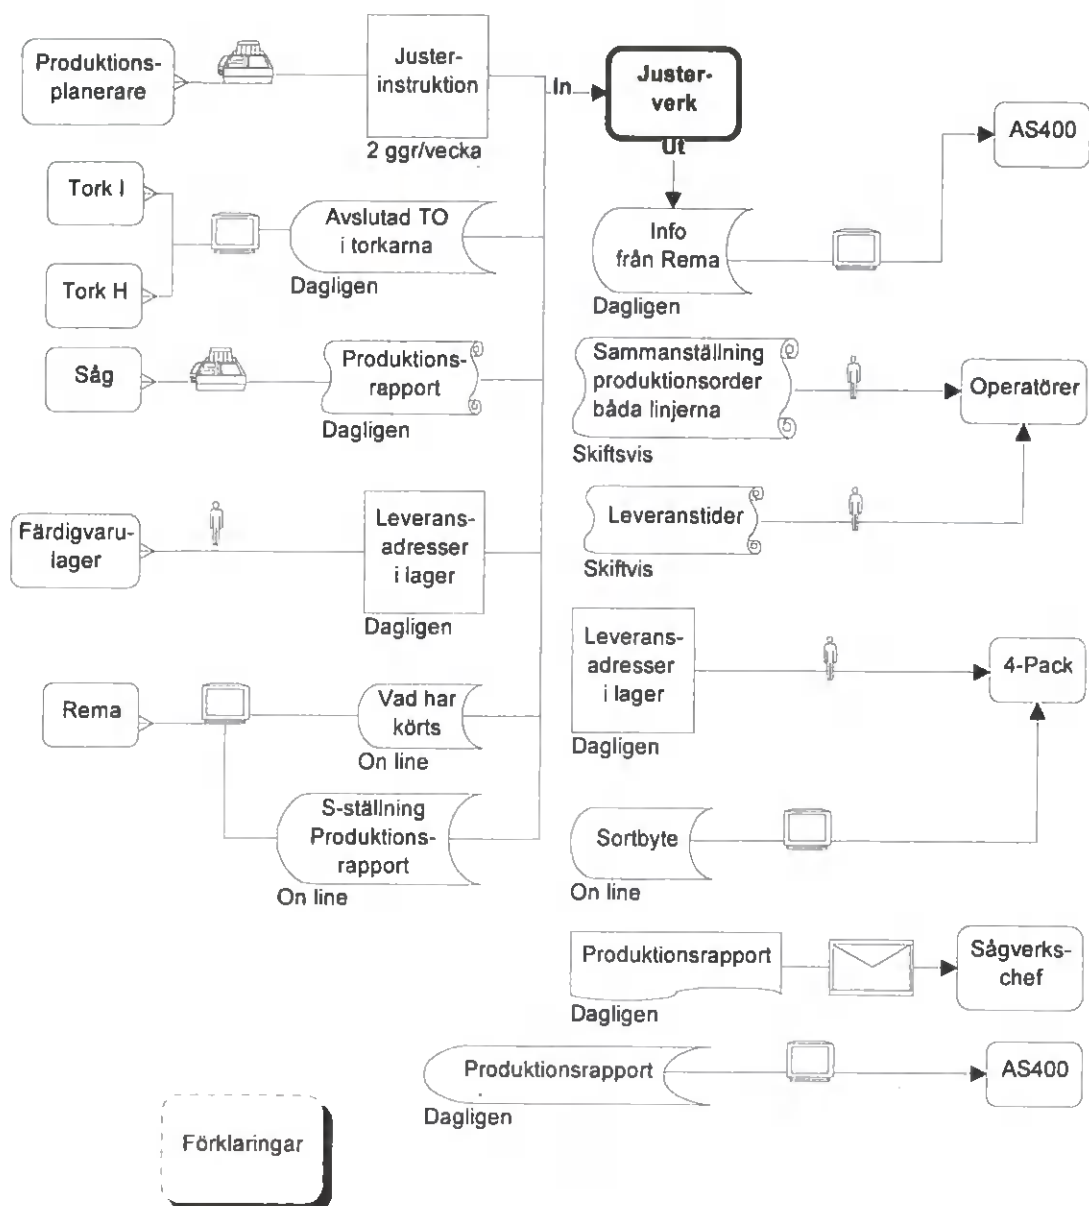 Produktions-
planerare
Juster-
instruktion
2 ggr/vecka
In
Juster-
verk
Ut
AS400
Tork I
Tork H
Avslutad TO
i torkarna
Dagligen
Info
från Rema
Dagligen
Såg
Produktions-
rapport
Dagligen
Sammanställning
produktionsorder
båda linjerna
Skiftsvis
Operatörer
Färdigvaru-
lager
Leverans-
adresser
i lager
Dagligen
Leveranstider
Skiftvis
Leverans-
adresser
i lager
Dagligen
4-Pack
Rema
Vad har
körts
On line
S-ställning
Produktions-
rapport
On line
Sortbyte
On line
Produktionsrapport
Dagligen
Sågverks-
chef
Produktionsrapport
Dagligen
AS400
Förklaringar